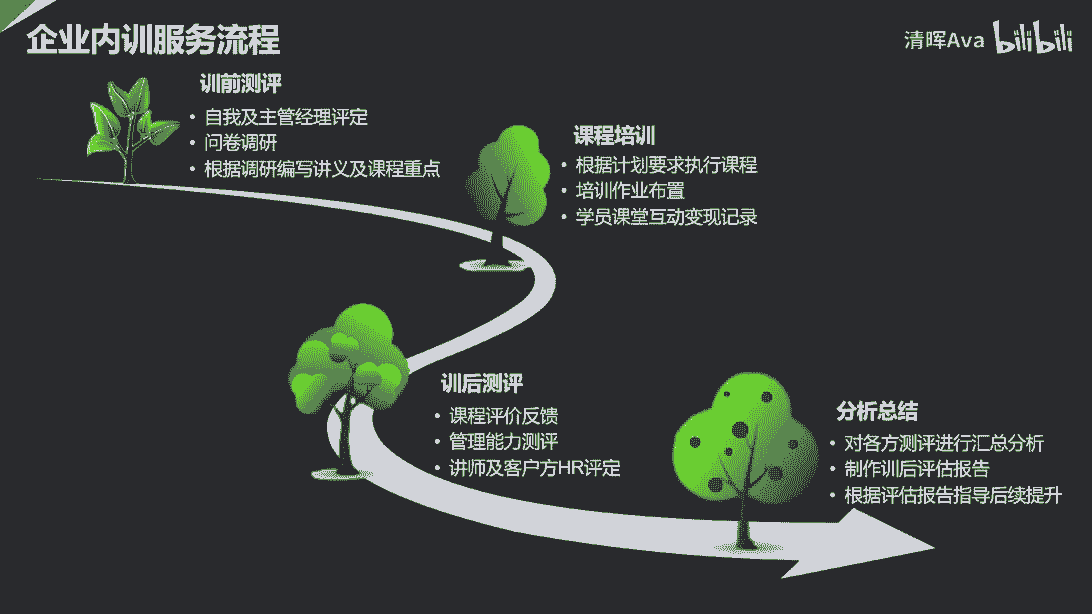 企业内训服务流程
清晖Ava bilibili
训前测评
• 自我及主管经理评定
• 问卷调研
• 根据调研编写讲义及课程重点
课程培训
• 根据计划要求执行课程
• 培训作业布置
• 学员课堂互动变现记录
训后测评
• 课程评价反馈
• 管理能力测评
• 讲师及客户方HR评定
分析总结
• 对各方测评进行汇总分析
• 制作训后评估报告
• 根据评估报告指导后续提升